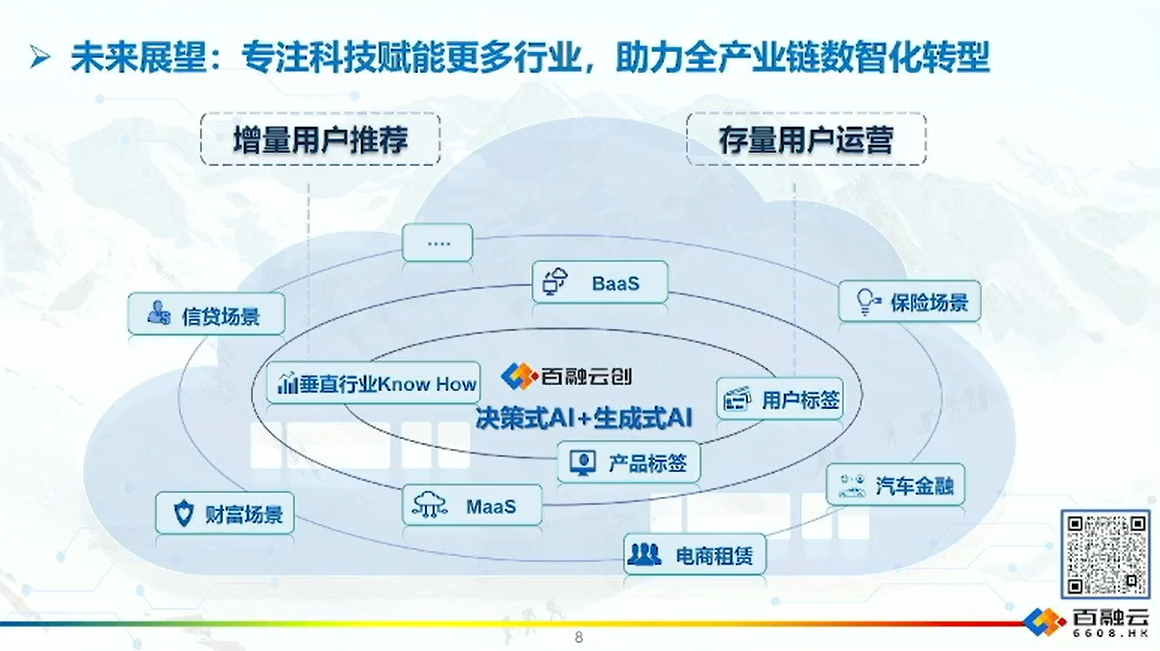 未来展望：专注科技赋能更多行业，助力全产业链数智化转型
增量用户推荐
存量用户运营
....
BaaS
信贷场景
保险场景
百融云创
垂直行业Know How
用户标签
决策式AI+生成式AI
产品标签
汽车金融
MaaS
财富场景
电商租赁
百融云
6608.HK
8